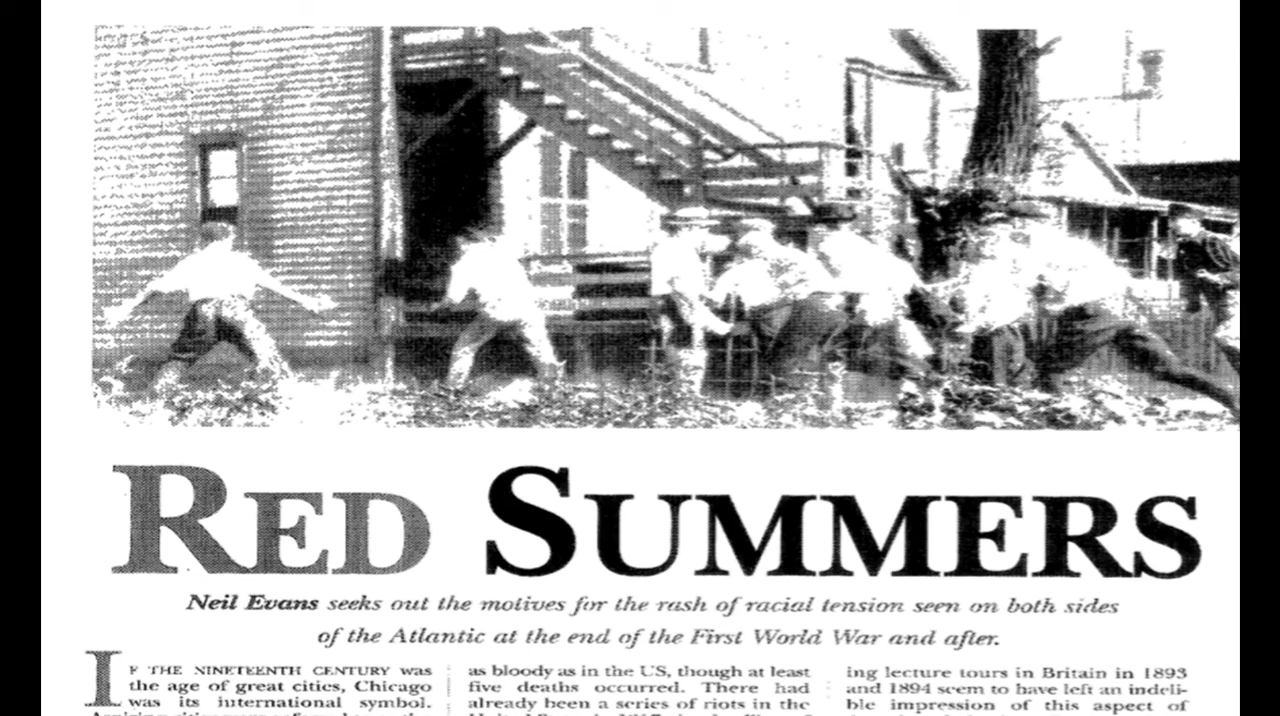 RED SUMMERS
Neil Evans seeks out the motives for the rash of racial tension seen on both sides
of the Atlantic at the end of the First World War and after.
IF THE NINETEENTH CENTURY was
the age of great cities, Chicago
was its international symbol.
as bloody as in the US, though at least
five deaths occurred. There had
already been a series of riots in the
ing lecture tours in Britain in 1893
and 1894 seem to have left an indeli-
ble impression of this aspect of